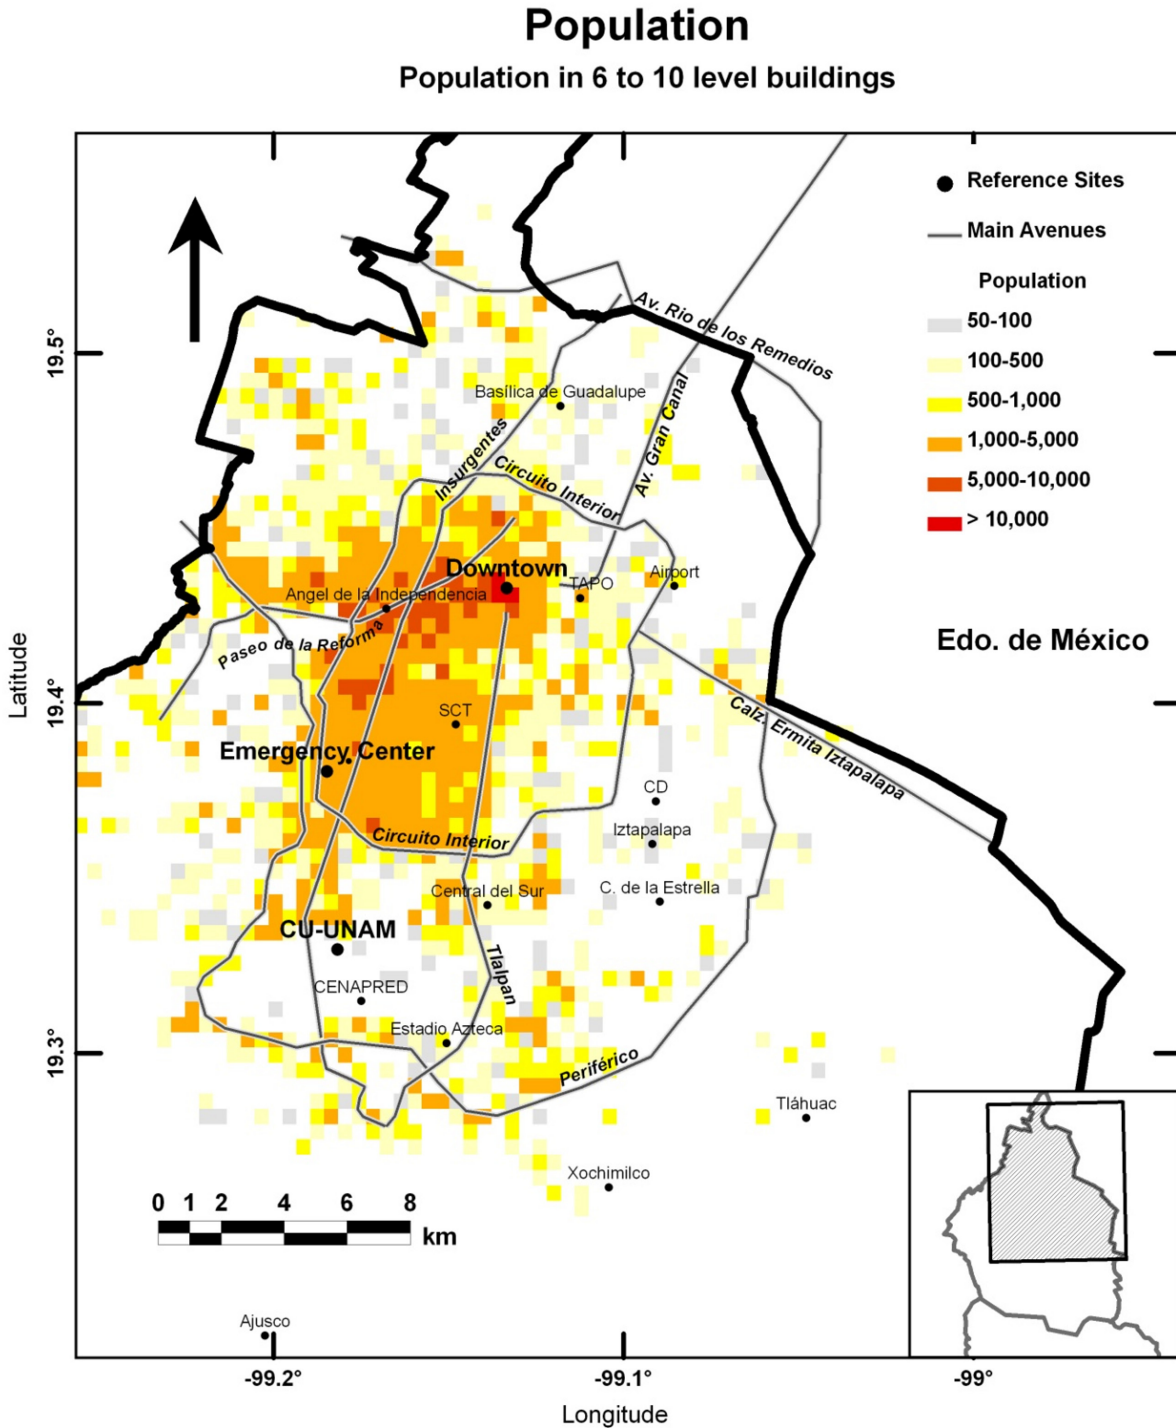 Population
Population in 6 to 10 level buildings
Reference Sites
Main Avenues
Population
50-100
100-500
500-1,000
1,000-5,000
5,000-10,000
> 10,000
Av. Rio de los Remedios
19.5°
Basílica de Guadalupe
Av. Gran Canal
Insurgentes
Circuito Interior
Downtown
TAPO
Airport
Angel de la Independencia
Paseo de la Reforma
Edo. de México
Latitude
19.4°
SCT
Calz. Ermita Iztapalapa
Emergency Center
CD
Iztapalapa
Circuito Interior
Central del Sur
C. de la Estrella
CU-UNAM
Tlalpan
CENAPRED
Estadio Azteca
19.3°
Periférico
Tláhuac
Xochimilco
0 1 2 4 6 8
km
Ajusco
-99.2°
-99.1°
-99°
Longitude